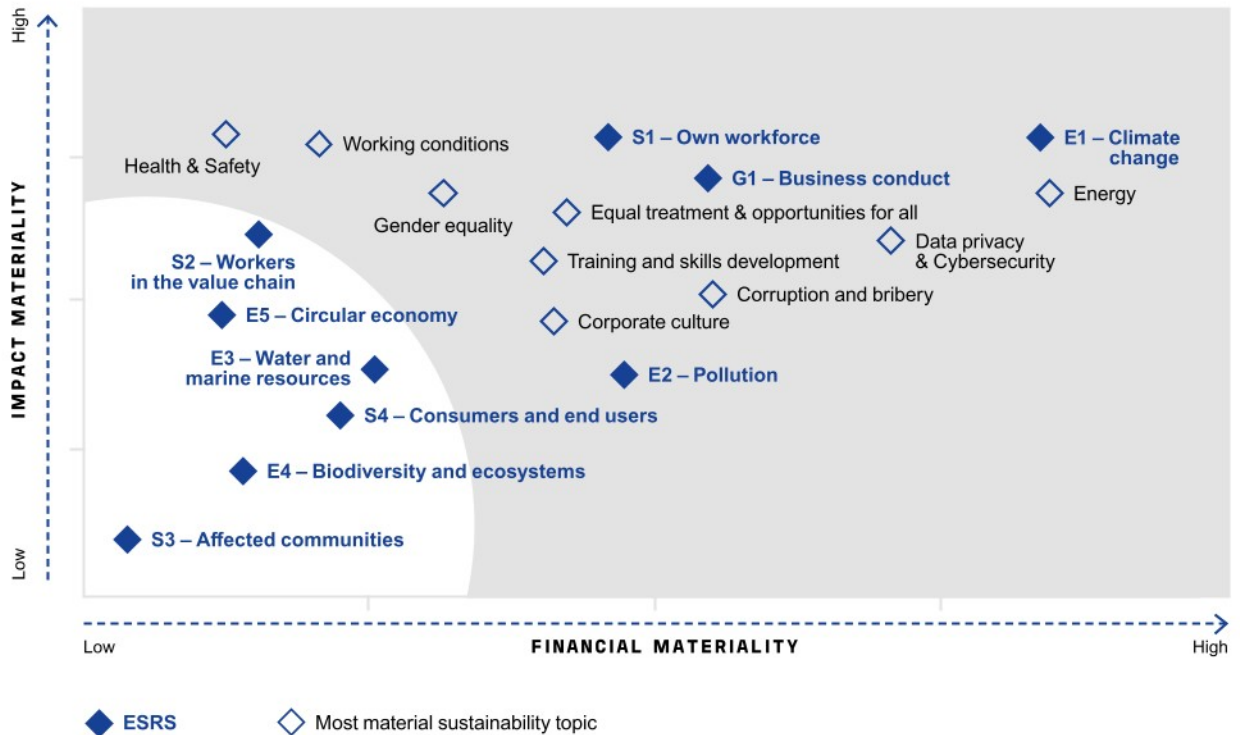 High
IMPACT MATERIALITY
Low
Health & Safety
Working conditions
S1 – Own workforce
E1 – Climate
change
G1 – Business conduct
Energy
Gender equality
Equal treatment & opportunities for all
Data privacy
& Cybersecurity
S2 – Workers
in the value chain
Training and skills development
Corruption and bribery
E5 – Circular economy
Corporate culture
E3 – Water and
marine resources
E2 – Pollution
S4 – Consumers and end users
E4 – Biodiversity and ecosystems
S3 – Affected communities
Low
FINANCIAL MATERIALITY
High
ESRS
Most material sustainability topic